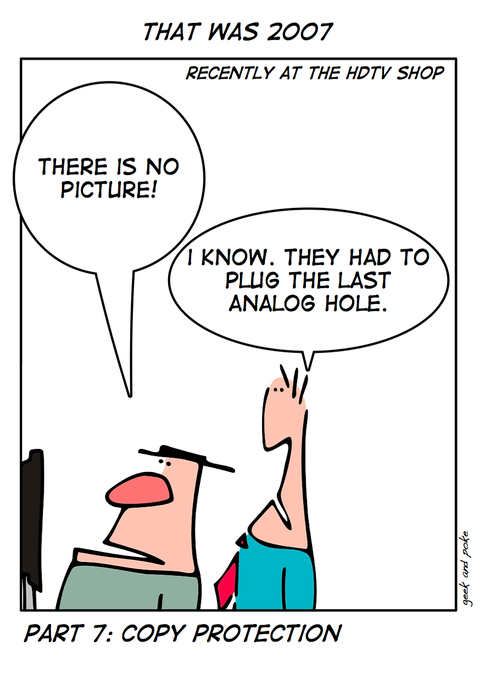 THAT WAS 2007
RECENTLY AT THE HDTV SHOP
THERE IS NO
PICTURE!
I KNOW. THEY HAD TO
PLUG THE LAST
ANALOG HOLE.
geek and poke
PART 7: COPY PROTECTION